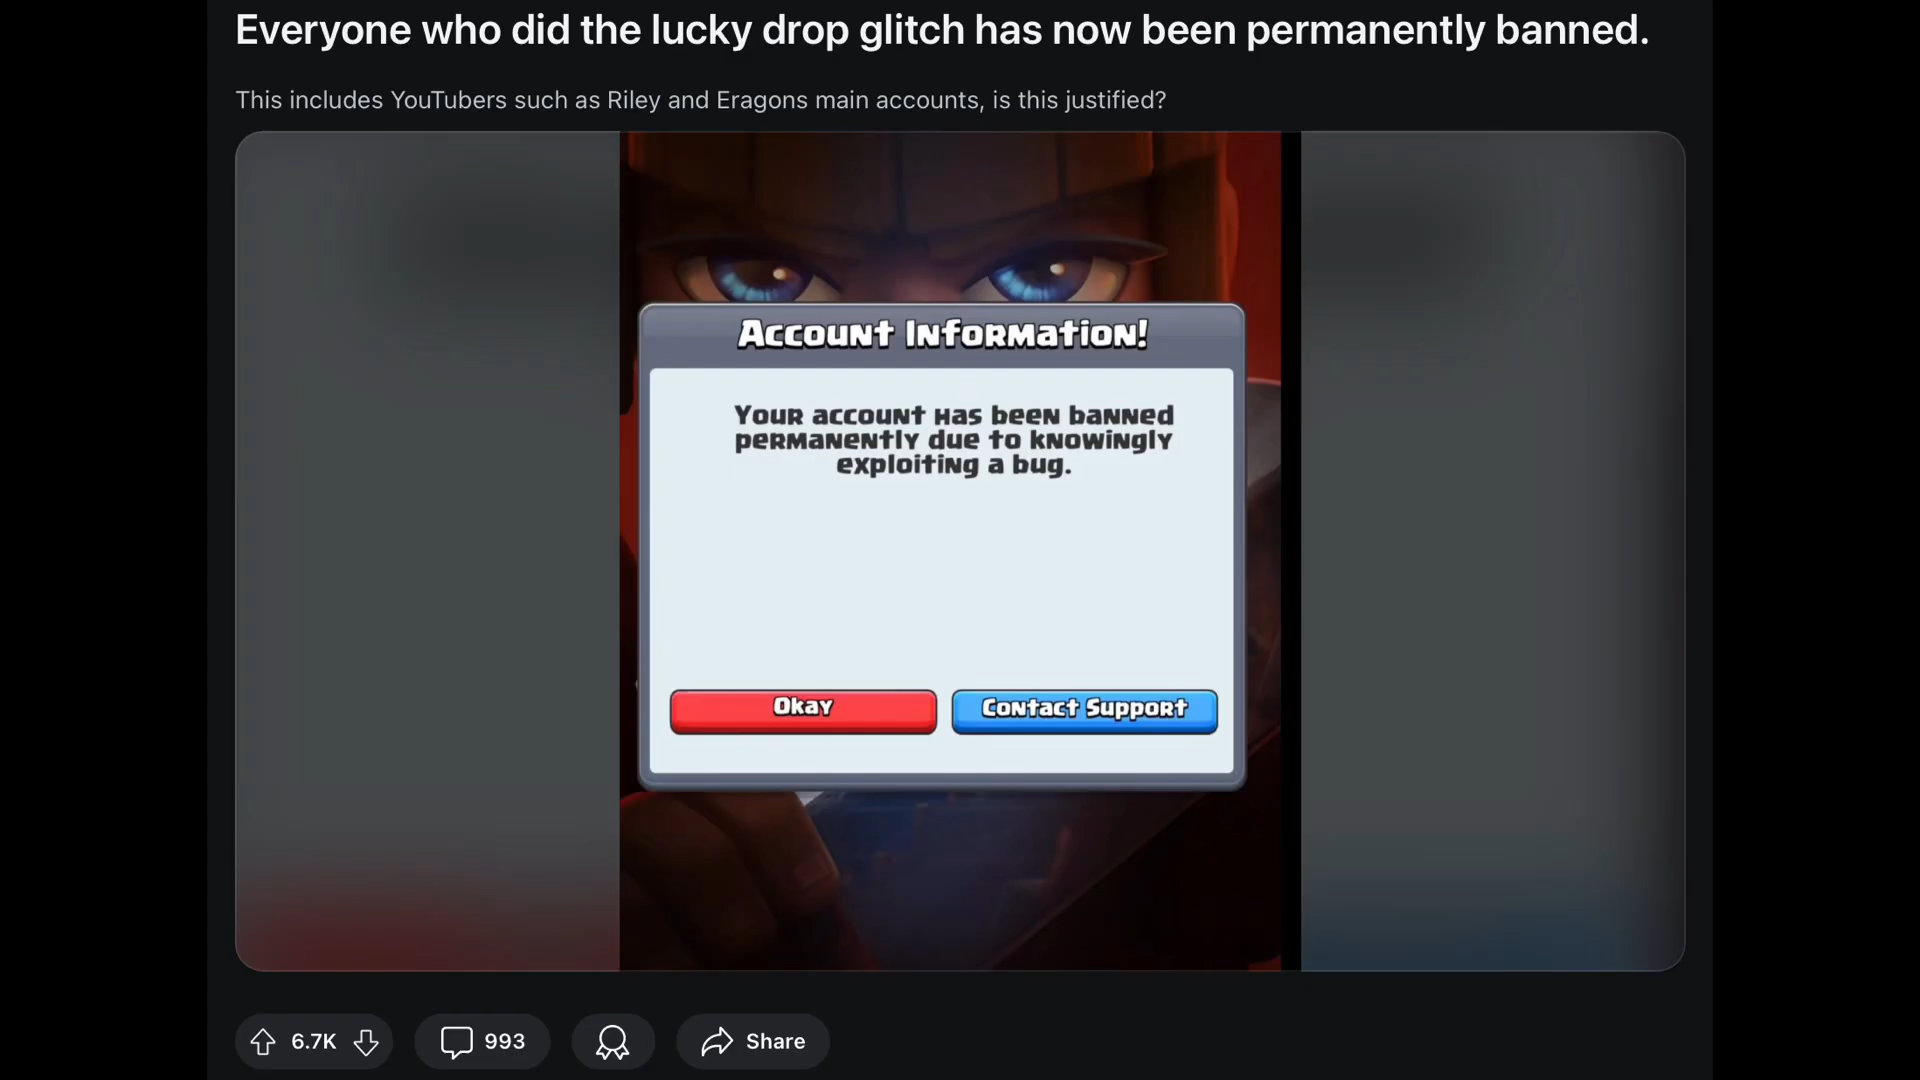 Everyone who did the lucky drop glitch has now been permanently banned.
This includes YouTubers such as Riley and Eragons main accounts, is this justified?
Account Information!
Your account has been banned
permanently due to knowingly
exploiting a bug.
Okay
Contact Support
6.7K
993
Share